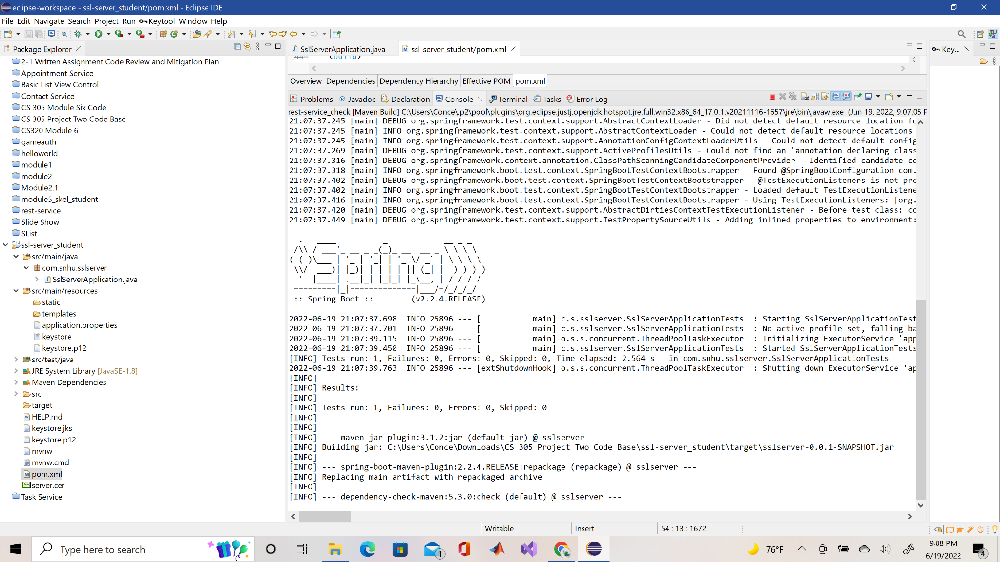 eclipse-workspace - ssl-server_student/pom.xml - Eclipse IDE
File Edit Navigate Search Project Run Keytool Window Help
Package Explorer
2-1 Written Assignment Code Review and Mitigation Plan
Appointment Service
Basic List View Control
Contact Service
CS 305 Module Six Code
CS 305 Project Two Code Base
CS320 Module 6
gameauth
helloworld
module1
module2
Module2.1
module5_skel_student
rest-service
Slide Show
SList
ssl-server_student
src/main/java
com.snhu.sslserver
SslServerApplication.java
src/main/resources
static
templates
application.properties
keystore
keystore.p12
src/test/java
JRE System Library [JavaSE-1.8]
Maven Dependencies
src
target
HELP.md
keystore.jks
keystore.p12
mvnw
mvnw.cmd
pom.xml
server.cer
Task Service
SslServerApplication.java
ssl-server_student/pom.xml
44 <build>
Overview Dependencies Dependency Hierarchy Effective POM pom.xml
Problems Javadoc Declaration Console Terminal Tasks Error Log
rest-service_check [Maven Build] C:\Users\Conce\.p2\pool\plugins\org.eclipse.justj.openjdk.hotspot.jre.full.win32.x86_64_17.0.1.v20211116-1657\jre\bin\javaw.exe (Jun 19, 2022, 9:07:05 P
21:07:37.245 [main] DEBUG org.springframework.test.context.support.AbstractContextLoader - Did not detect default resource location fo
21:07:37.245 [main] INFO org.springframework.test.context.support.AbstractContextLoader - Could not detect default resource locations
21:07:37.245 [main] INFO org.springframework.test.context.support.AnnotationConfigContextLoaderUtils - Could not detect default config
21:07:37.269 [main] DEBUG org.springframework.test.context.support.ActiveProfilesUtils - Could not find an 'annotation declaring class
21:07:37.316 [main] DEBUG org.springframework.context.annotation.ClassPathScanningCandidateComponentProvider - Identified candidate co
21:07:37.318 [main] INFO org.springframework.boot.test.context.SpringBootTestContextBootstrapper - Found @SpringBootConfiguration com.
21:07:37.402 [main] DEBUG org.springframework.boot.test.context.SpringBootTestContextBootstrapper - @TestExecutionListeners is not pre
21:07:37.402 [main] INFO org.springframework.boot.test.context.SpringBootTestContextBootstrapper - Loaded default TestExecutionListene
21:07:37.416 [main] INFO org.springframework.boot.test.context.SpringBootTestContextBootstrapper - Using TestExecutionListeners: [org.
21:07:37.420 [main] DEBUG org.springframework.test.context.support.AbstractDirtiesContextTestExecutionListener - Before test class: co
21:07:37.449 [main] DEBUG org.springframework.test.context.support.TestPropertySourceUtils - Adding inlined properties to environment:
Spring
:: Spring Boot :: (v2.2.4.RELEASE)
2022-06-19 21:07:37.698 INFO 25896 --- [ main] c.s.sslserver.SslServerApplicationTests : Starting SslServerApplicationTest
2022-06-19 21:07:37.701 INFO 25896 --- [ main] c.s.sslserver.SslServerApplicationTests : No active profile set, falling ba
2022-06-19 21:07:39.115 INFO 25896 --- [ main] o.s.s.concurrent.ThreadPoolTaskExecutor : Initializing ExecutorService 'app
2022-06-19 21:07:39.450 INFO 25896 --- [ main] c.s.sslserver.SslServerApplicationTests : Started SslServerApplicationTests
[INFO] Tests run: 1, Failures: 0, Errors: 0, Skipped: 0, Time elapsed: 2.564 s - in com.snhu.sslserver.SslServerApplicationTests
2022-06-19 21:07:39.763 INFO 25896 --- [extShutdownHook] o.s.s.concurrent.ThreadPoolTaskExecutor : Shutting down ExecutorService 'ap
[INFO]
[INFO] Results:
[INFO]
[INFO] Tests run: 1, Failures: 0, Errors: 0, Skipped: 0
[INFO]
[INFO]
[INFO] --- maven-jar-plugin:3.1.2:jar (default-jar) @ sslserver ---
[INFO] Building jar: C:\Users\Conce\Downloads\CS 305 Project Two Code Base\ssl-server_student\target\sslserver-0.0.1-SNAPSHOT.jar
[INFO]
[INFO] --- spring-boot-maven-plugin:2.2.4.RELEASE:repackage (repackage) @ sslserver ---
[INFO] Replacing main artifact with repackaged archive
[INFO]
[INFO] --- dependency-check-maven:5.3.0:check (default) @ sslserver ---
Key...
Writable Insert 54 : 13 : 1672
Type here to search
1
76°F
9:08 PM
6/19/2022
4